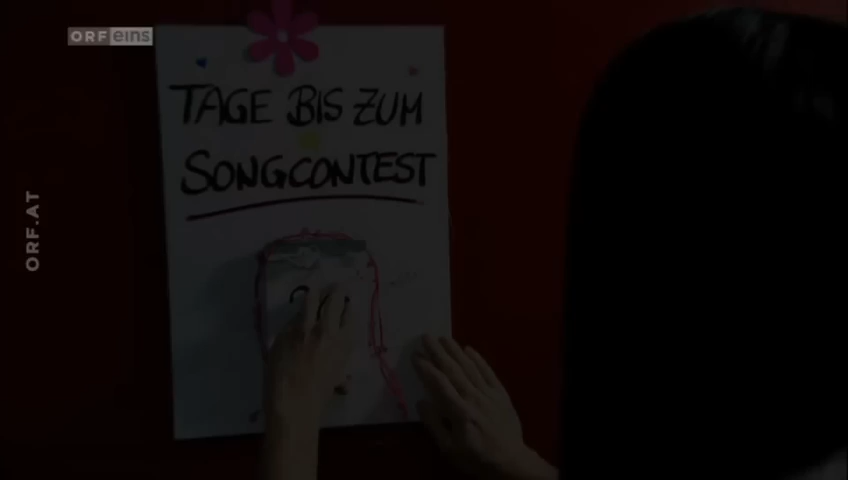 ORF eins
TAGE BIS ZUM
SONGCONTEST
ORF.AT